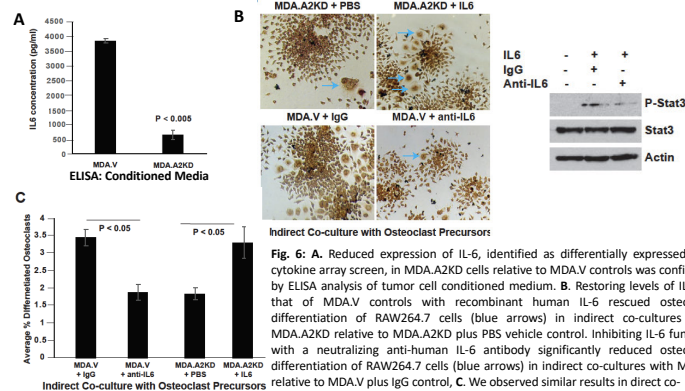 A
IL6 concentration (pg/ml)
4500
4000
3500
3000
2500
2000
1500
1000
500
0
P < 0.005
MDA.V
MDA.A2KD
ELISA: Conditioned Media
B
MDA.A2KD + PBS
MDA.A2KD + IL6
MDA.V + IgG
MDA.V + anti-IL6
Indirect Co-culture with Osteoclast Precursors
IL6 - + +
IgG - + -
Anti-IL6 - - +
P-Stat3
Stat3
Actin
C
Average % Differnetiated Osteoclasts
4
3.5
3
2.5
2
1.5
1
0.5
0
P < 0.05
P < 0.05
MDA.V + IgG
MDA.V + anti-IL6
MDA.A2KD + PBS
MDA.A2KD + IL6
Indirect Co-culture with Osteoclast Precursors
Fig. 6: A. Reduced expression of IL-6, identified as differentially expressed
cytokine array screen, in MDA.A2KD cells relative to MDA.V controls was confi
by ELISA analysis of tumor cell conditioned medium. B. Restoring levels of IL
that of MDA.V controls with recombinant human IL-6 rescued osteo
differentiation of RAW264.7 cells (blue arrows) in indirect co-cultures
MDA.A2KD relative to MDA.A2KD plus PBS vehicle control. Inhibiting IL-6 fun
with a neutralizing anti-human IL-6 antibody significantly reduced osteo
differentiation of RAW264.7 cells (blue arrows) in indirect co-cultures with M
relative to MDA.V plus IgG control, C. We observed similar results in direct co-